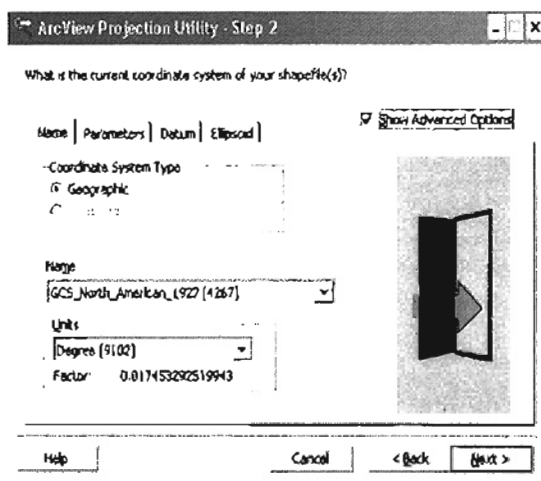 ArcView Projection Utility - Step 2
What is the current coordinate system of your shapefile(s)?
Show Advanced Options
Name Parameters Datum Ellipsoid
Coordinate System Type
Geographic
Name
GCS_North_American_1927 [4267]
Units
Degree [9102]
Factor: 0.017453292519943
Help Cancel < Back Next >